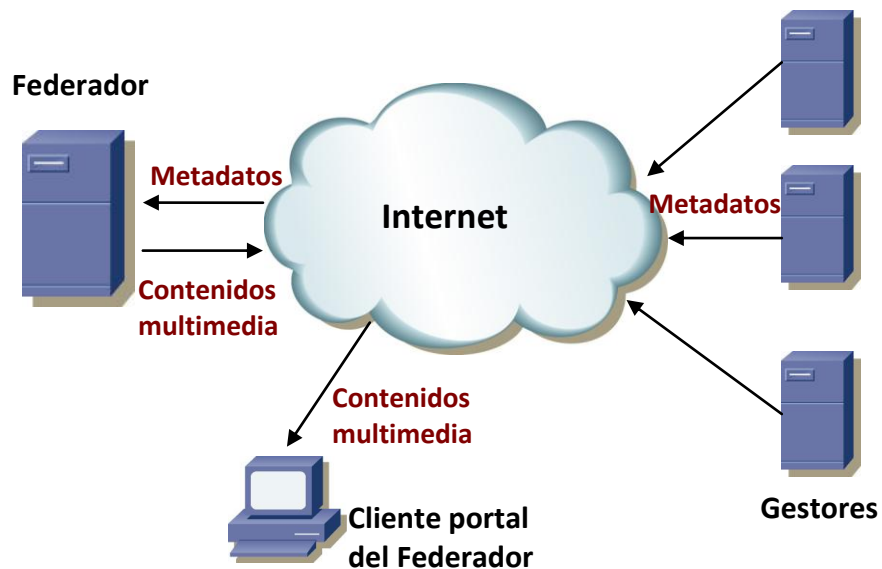 Federador
Metadatos
Internet
Metadatos
Contenidos
multimedia
Contenidos
multimedia
Gestores
Cliente portal
del Federador